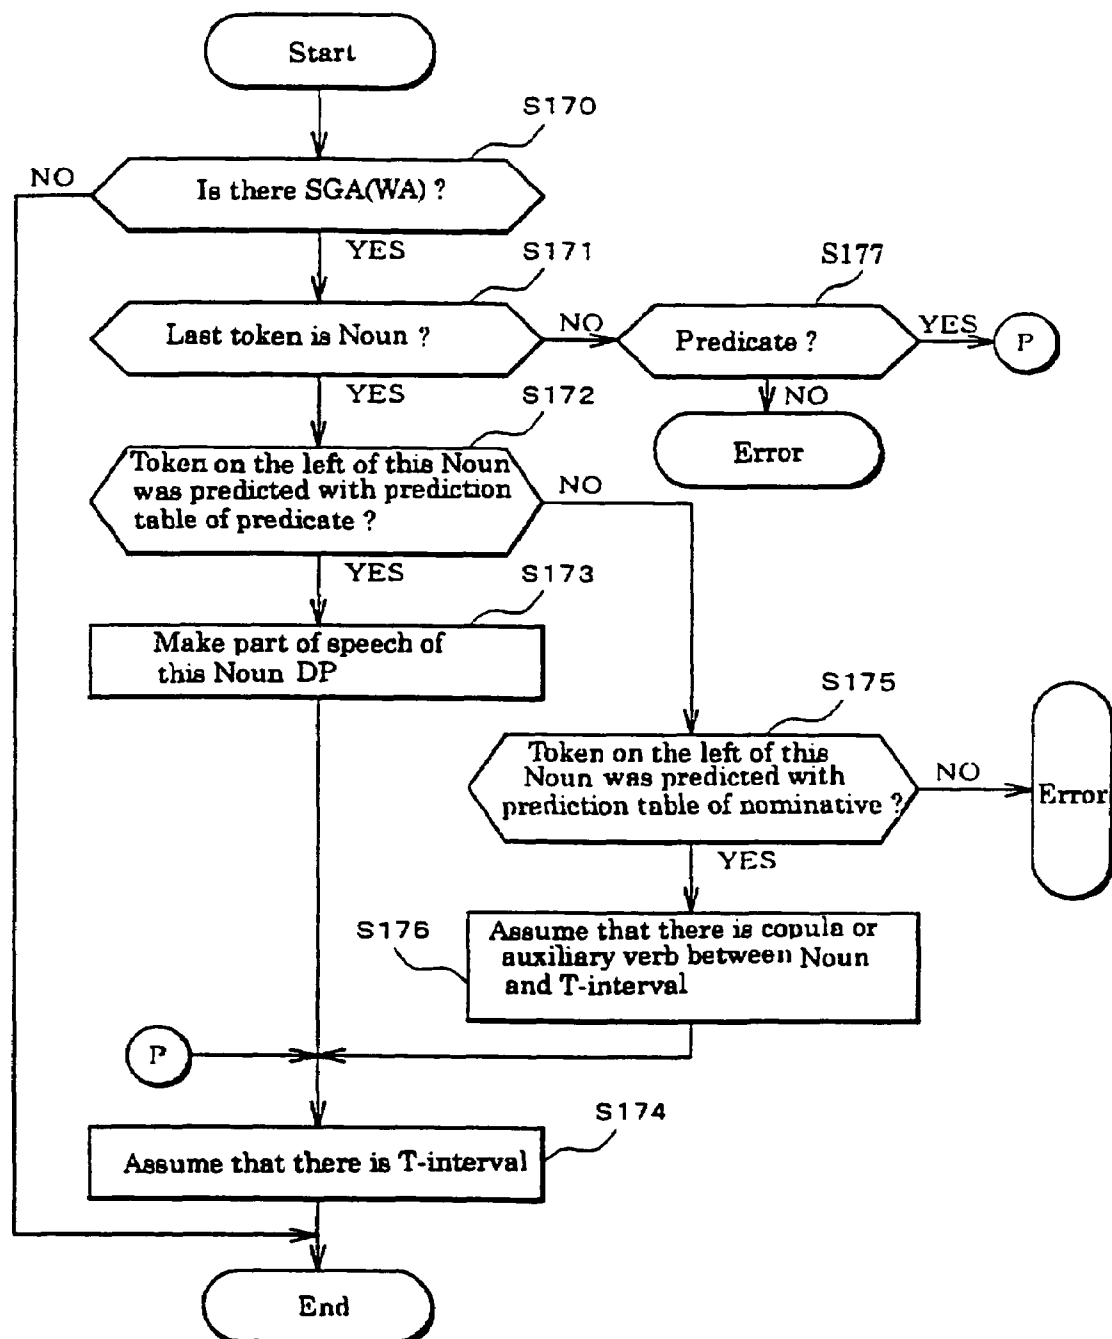 Start
S170
NO
Is there SGA(WA) ?
YES
S171
S177
Last token is Noun ?
NO
Predicate ?
YES
P
YES
NO
S172
Error
Token on the left of this Noun
was predicted with prediction
table of predicate ?
NO
YES
S173
Make part of speech of
this Noun DP
S175
Token on the left of this
Noun was predicted with
prediction table of nominative ?
NO
Error
YES
S176
Assume that there is copula or
auxiliary verb between Noun
and T-interval
P
S174
Assume that there is T-interval
End